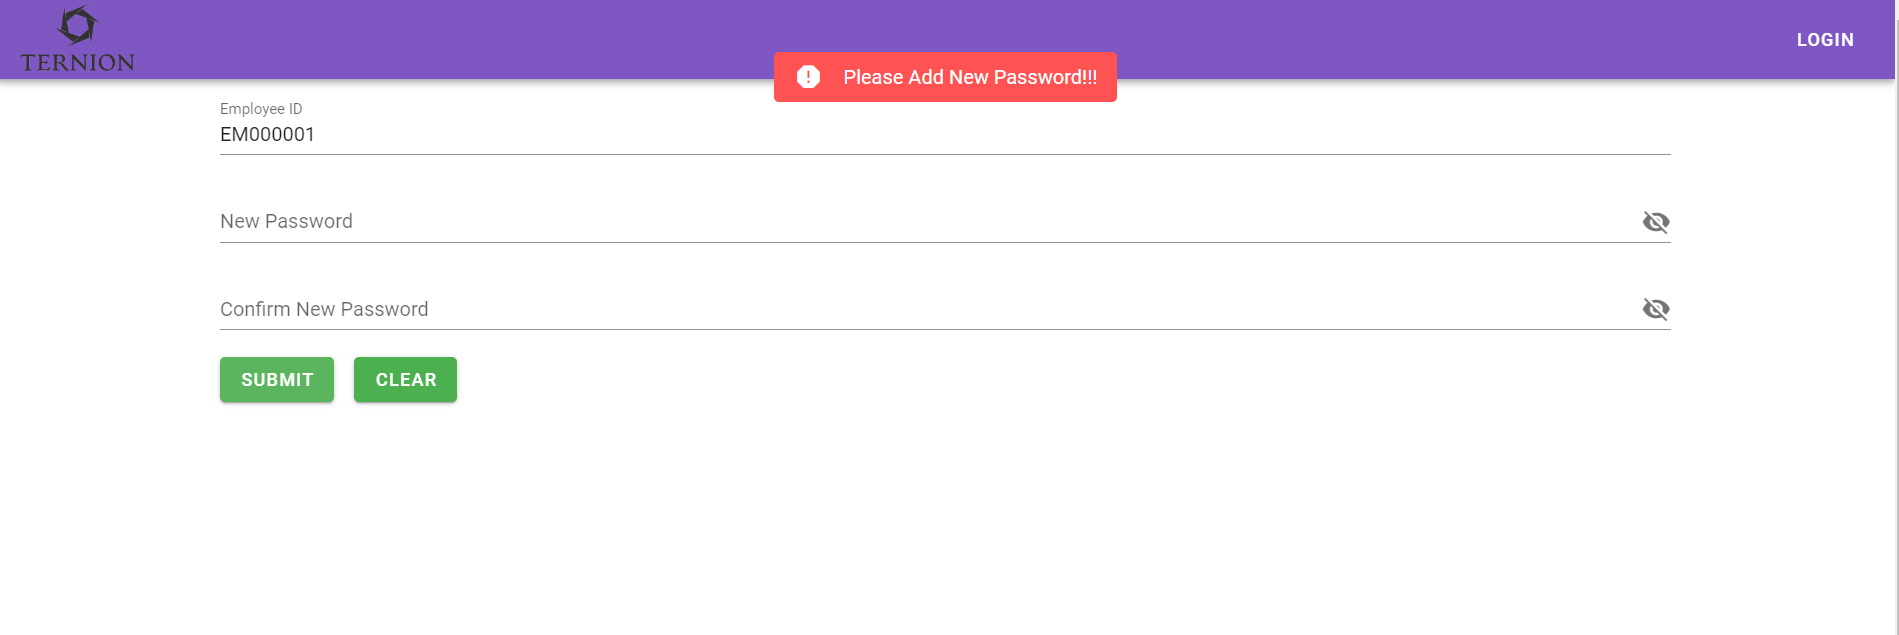 TERNION
LOGIN
Please Add New Password!!!
Employee ID
EM000001
New Password
Confirm New Password
SUBMIT CLEAR